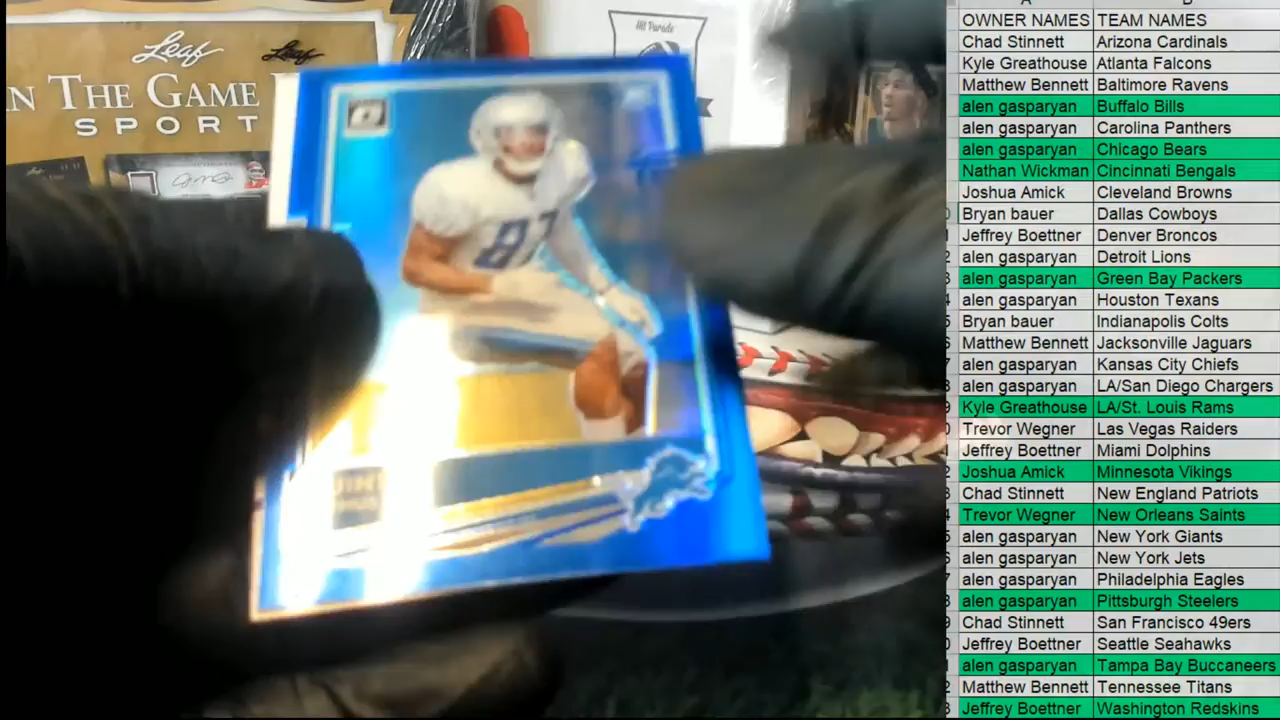 Leaf
Leaf
N THE GAME
SPORT
Hit Parade
87
OWNER NAMES TEAM NAMES
Chad Stinnett Arizona Cardinals
Kyle Greathouse Atlanta Falcons
Matthew Bennett Baltimore Ravens
alen gasparyan Buffalo Bills
alen gasparyan Carolina Panthers
alen gasparyan Chicago Bears
Nathan Wickman Cincinnati Bengals
Joshua Amick Cleveland Browns
Bryan bauer Dallas Cowboys
Jeffrey Boettner Denver Broncos
alen gasparyan Detroit Lions
alen gasparyan Green Bay Packers
alen gasparyan Houston Texans
Bryan bauer Indianapolis Colts
Matthew Bennett Jacksonville Jaguars
alen gasparyan Kansas City Chiefs
alen gasparyan LA/San Diego Chargers
Kyle Greathouse LA/St. Louis Rams
Trevor Wegner Las Vegas Raiders
Jeffrey Boettner Miami Dolphins
Joshua Amick Minnesota Vikings
Chad Stinnett New England Patriots
Trevor Wegner New Orleans Saints
alen gasparyan New York Giants
alen gasparyan New York Jets
alen gasparyan Philadelphia Eagles
alen gasparyan Pittsburgh Steelers
Chad Stinnett San Francisco 49ers
Jeffrey Boettner Seattle Seahawks
alen gasparyan Tampa Bay Buccaneers
Matthew Bennett Tennessee Titans
Jeffrey Boettner Washington Redskins